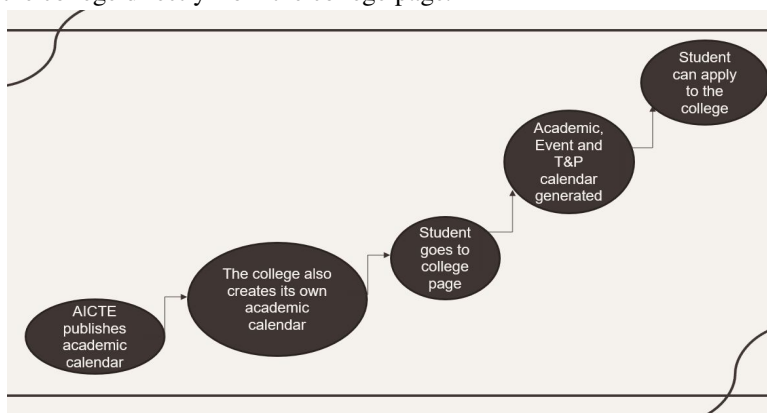 Student
can apply
to the
college
Academic,
Event and
T&P
calendar
generated
Student
goes to
college
page
The college also
creates its own
academic
calendar
AICTE
publishes
academic
calendar